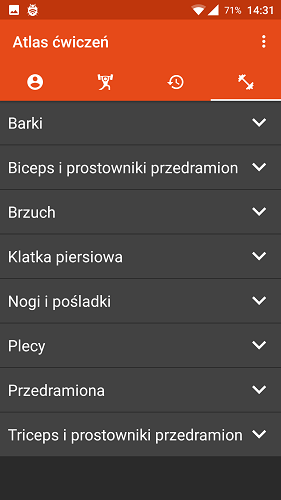 71% 14:31
Atlas ćwiczeń
Barki
Biceps i prostowniki przedramion
Brzuch
Klatka piersiowa
Nogi i pośladki
Plecy
Przedramiona
Triceps i prostowniki przedramion